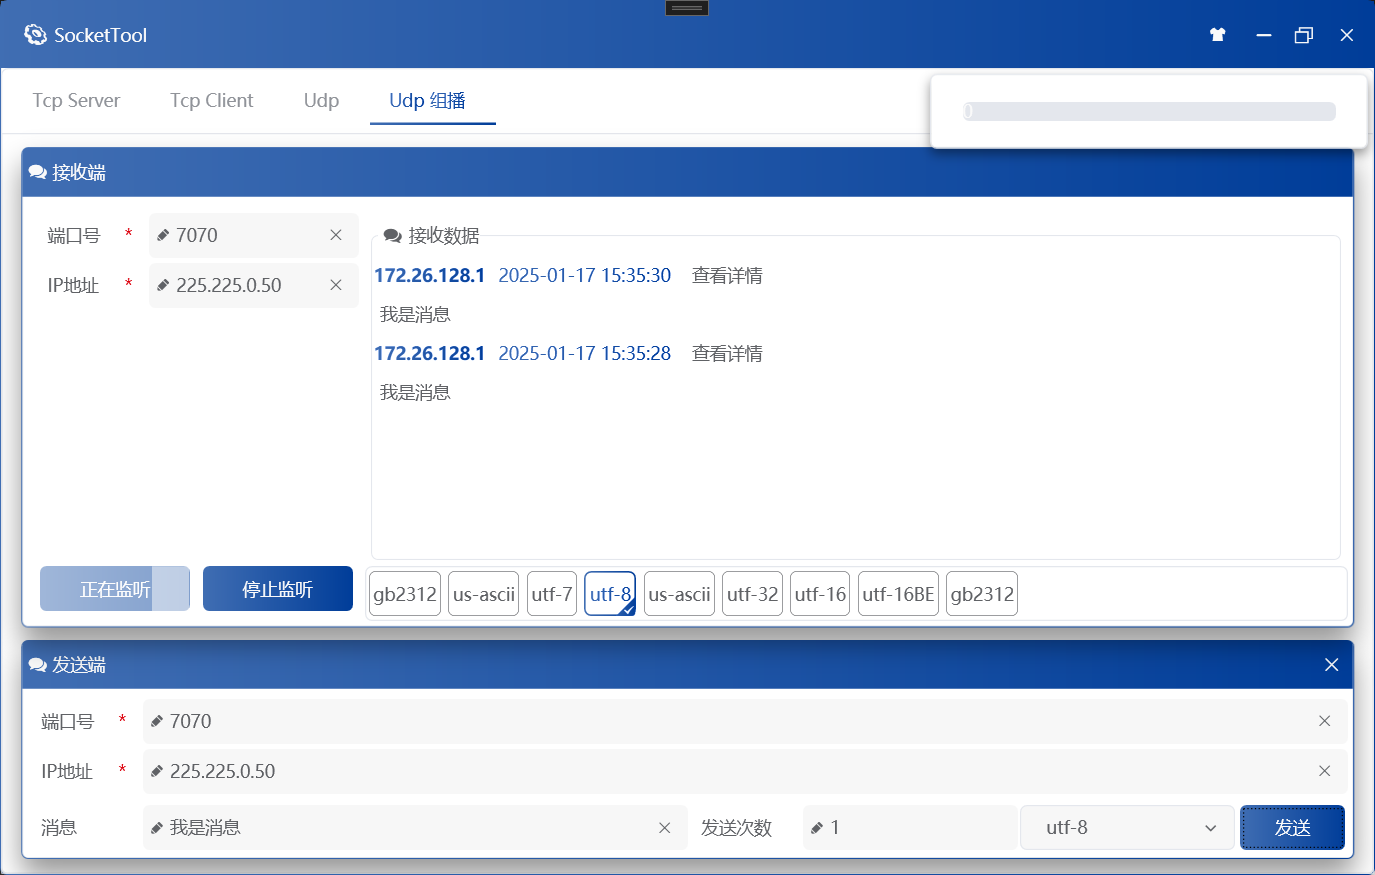 SocketTool
Tcp Server
Tcp Client
Udp
Udp 组播
0
接收端
端口号 * 7070
IP地址 * 225.225.0.50
接收数据
172.26.128.1 2025-01-17 15:35:30 查看详情
我是消息
172.26.128.1 2025-01-17 15:35:28 查看详情
我是消息
正在监听
停止监听
gb2312 us-ascii utf-7 utf-8 us-ascii utf-32 utf-16 utf-16BE gb2312
发送端
端口号 * 7070
IP地址 * 225.225.0.50
消息 我是消息 发送次数 1 utf-8 发送